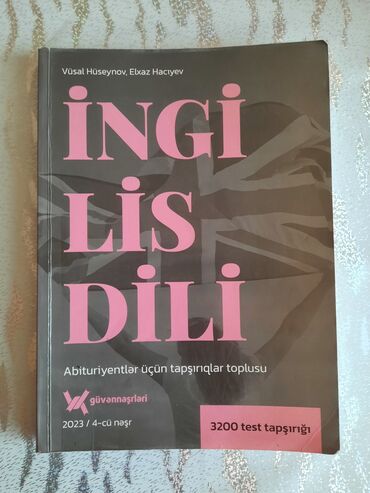 Vüsal Hüseynov, Elxaz Hacıyev
İNGİ
LİS
DİLİ
Abituriyentlər üçün tapşırıqlar toplusu
güvənnəşrləri
2023 / 4-cü nəşr
3200 test tapşırığı